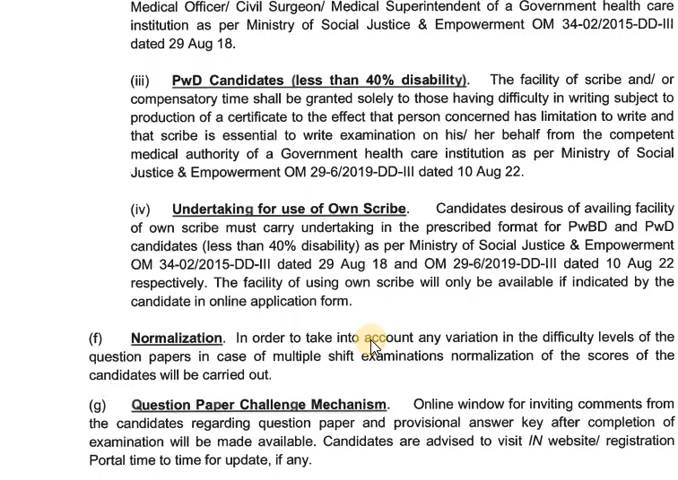 Medical Officer/ Civil Surgeon/ Medical Superintendent of a Government health care
institution as per Ministry of Social Justice & Empowerment OM 34-02/2015-DD-III
dated 29 Aug 18.
(iii) PwD Candidates (less than 40% disability). The facility of scribe and/ or
compensatory time shall be granted solely to those having difficulty in writing subject to
production of a certificate to the effect that person concerned has limitation to write and
that scribe is essential to write examination on his/ her behalf from the competent
medical authority of a Government health care institution as per Ministry of Social
Justice & Empowerment OM 29-6/2019-DD-III dated 10 Aug 22.
(iv) Undertaking for use of Own Scribe. Candidates desirous of availing facility
of own scribe must carry undertaking in the prescribed format for PwBD and PwD
candidates (less than 40% disability) as per Ministry of Social Justice & Empowerment
OM 34-02/2015-DD-III dated 29 Aug 18 and OM 29-6/2019-DD-III dated 10 Aug 22
respectively. The facility of using own scribe will only be available if indicated by the
candidate in online application form.
(f) Normalization. In order to take into account any variation in the difficulty levels of the
question papers in case of multiple shift examinations normalization of the scores of the
candidates will be carried out.
(g) Question Paper Challenge Mechanism. Online window for inviting comments from
the candidates regarding question paper and provisional answer key after completion of
examination will be made available. Candidates are advised to visit IN website/ registration
Portal time to time for update, if any.